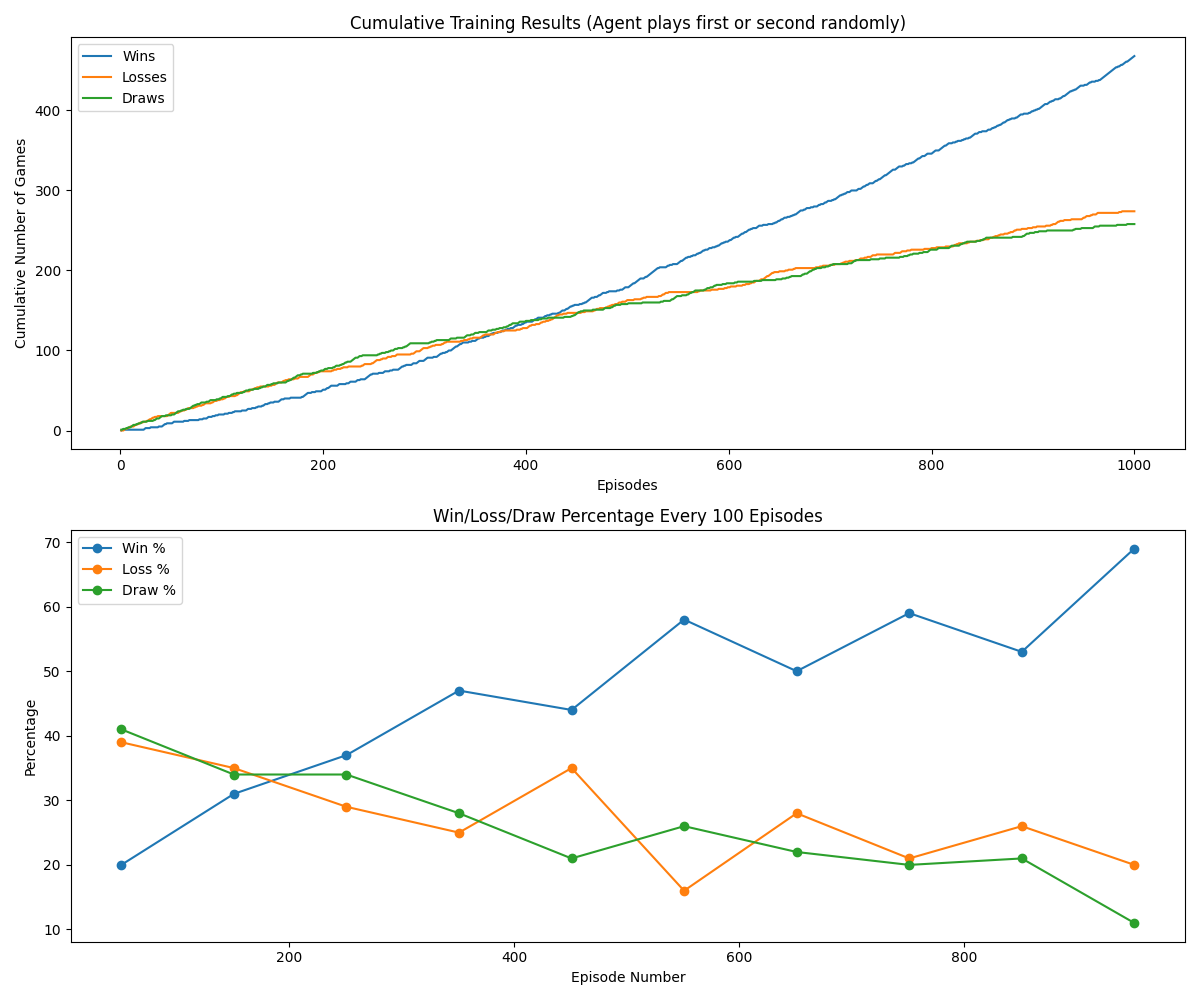 Cumulative Training Results (Agent plays first or second randomly)
Wins
Losses
Draws
Cumulative Number of Games
400
300
200
100
0
0 200 400 600 800 1000
Episodes
Win/Loss/Draw Percentage Every 100 Episodes
Win %
Loss %
Draw %
Percentage
70
60
50
40
30
20
10
200 400 600 800
Episode Number